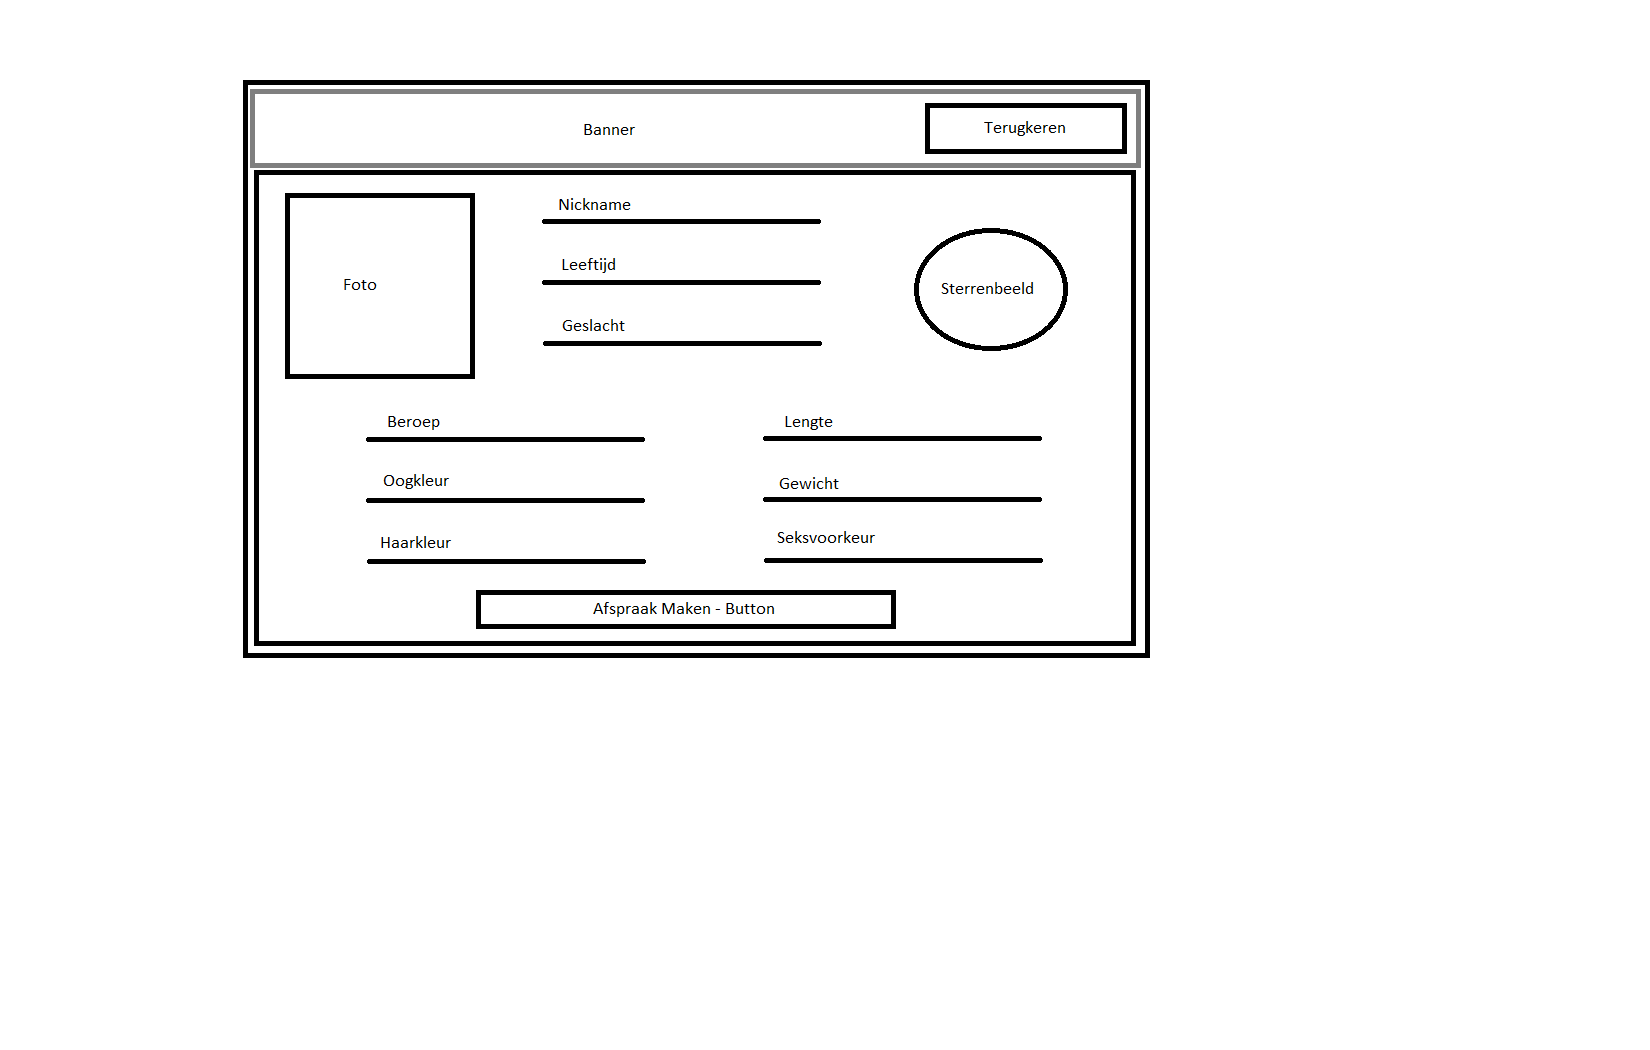 Banner
Terugkeren
Foto
Nickname
Leeftijd
Geslacht
Sterrenbeeld
Beroep
Oogkleur
Haarkleur
Lengte
Gewicht
Seksvoorkeur
Afspraak Maken - Button